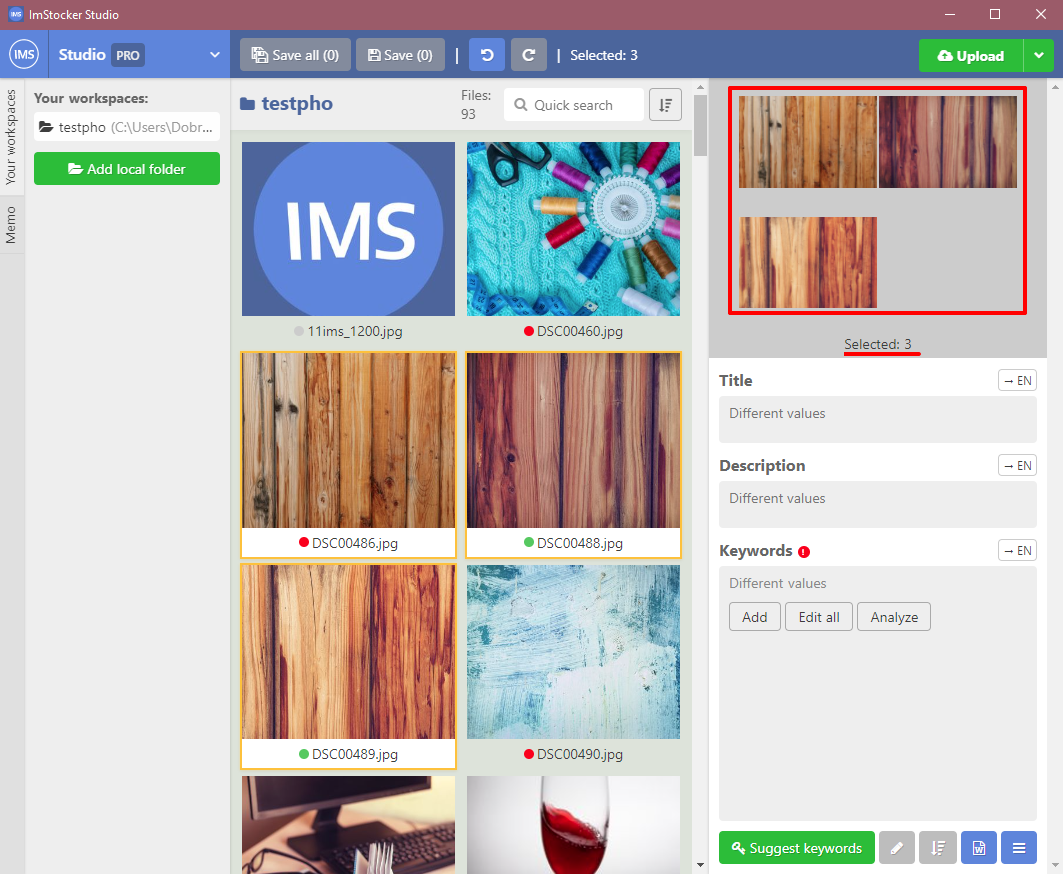 IMS ImStocker Studio
IMS Studio PRO
Save all (0) Save (0) | | Selected: 3 Upload
Your workspaces
Memo
Your workspaces:
testpho (C:\Users\Dobr...
Add local folder
testpho
Files:
93
Quick search
IMS
11ims_1200.jpg
DSC00460.jpg
DSC00486.jpg
DSC00488.jpg
DSC00489.jpg
DSC00490.jpg
Selected: 3
Title
→ EN
Different values
Description
→ EN
Different values
Keywords !
→ EN
Different values
Add Edit all Analyze
Suggest keywords W